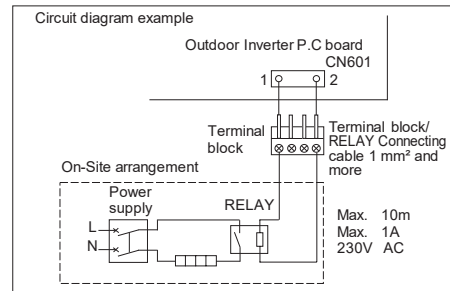 Circuit diagram example
Outdoor Inverter P.C board
CN601
1 2
Terminal
block
Terminal block/
RELAY Connecting
cable 1 mm² and
more
On-Site arrangement
Power
supply
RELAY
L
N
Max. 10m
Max. 1A
230V AC